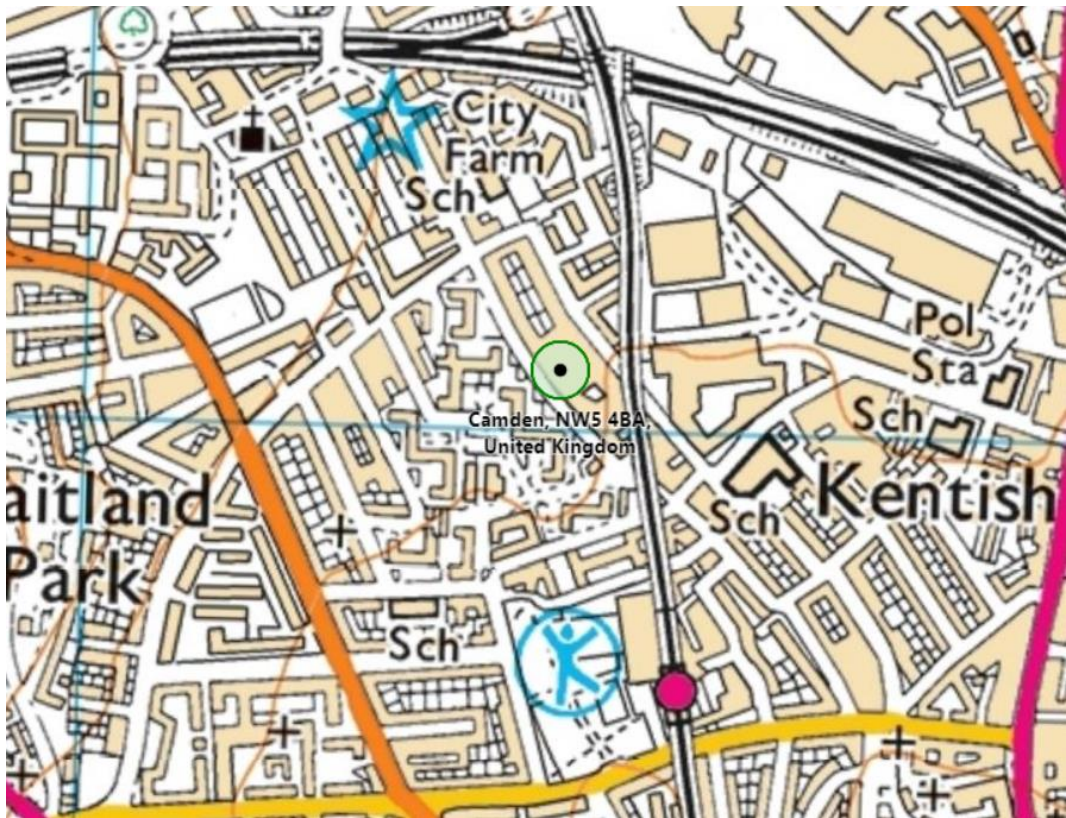 City
Farm
Sch
Pol
Sta
Sch
Camden, NW5 4BA,
United Kingdom
aitland
Park
Kentish
Sch
Sch